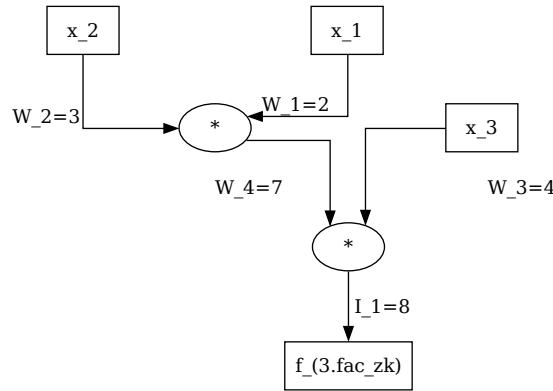 x_2
x_1
W_2=3
W_1=2
*
x_3
W_4=7
W_3=4
*
I_1=8
f_(3.fac_zk)